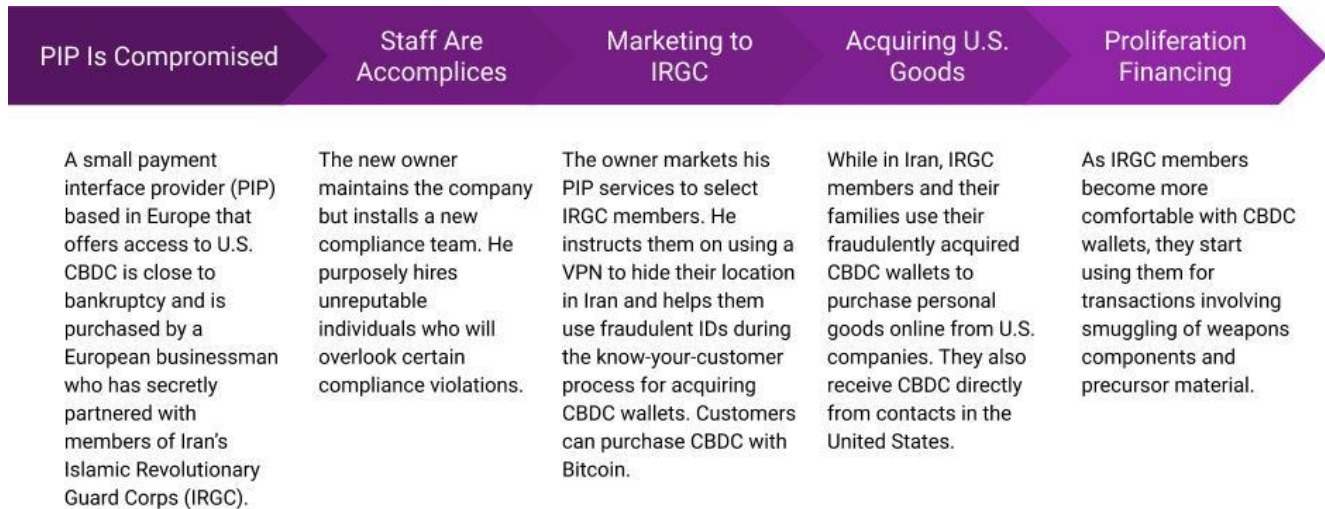 PIP Is Compromised
Staff Are
Accomplices
Marketing to
IRGC
Acquiring U.S.
Goods
Proliferation
Financing
A small payment
interface provider (PIP)
based in Europe that
offers access to U.S.
CBDC is close to
bankruptcy and is
purchased by a
European businessman
who has secretly
partnered with
members of Iran's
Islamic Revolutionary
Guard Corps (IRGC).
The new owner
maintains the company
but installs a new
compliance team. He
purposely hires
unreputable
individuals who will
overlook certain
compliance violations.
The owner markets his
PIP services to select
IRGC members. He
instructs them on using a
VPN to hide their location
in Iran and helps them
use fraudulent IDs during
the know-your-customer
process for acquiring
CBDC wallets. Customers
can purchase CBDC with
Bitcoin.
While in Iran, IRGC
members and their
families use their
fraudulently acquired
CBDC wallets to
purchase personal
goods online from U.S.
companies. They also
receive CBDC directly
from contacts in the
United States.
As IRGC members
become more
comfortable with CBDC
wallets, they start
using them for
transactions involving
smuggling of weapons
components and
precursor material.